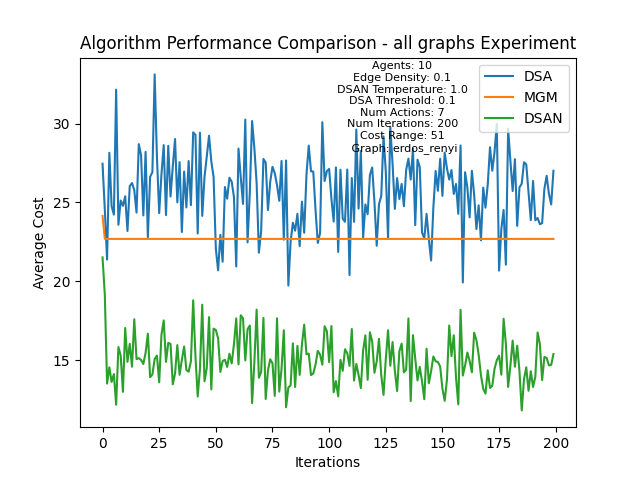 Algorithm Performance Comparison - all graphs Experiment
Agents: 10
Edge Density: 0.1
DSAN Temperature: 1.0
DSA Threshold: 0.1
Num Actions: 7
Num Iterations: 200
Cost Range: 51
Graph: erdos_renyi
DSA
MGM
DSAN
Average Cost
30
25
20
15
0
25
50
75
100
125
150
175
200
Iterations